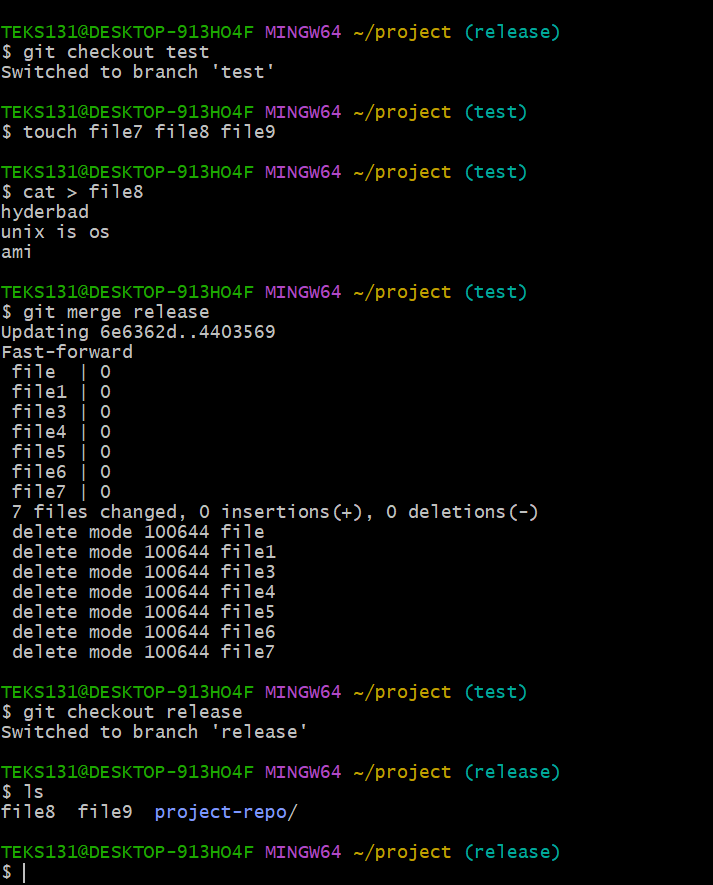 TEKS131@DESKTOP-913HO4F MINGW64 ~/project (release)
$ git checkout test
Switched to branch 'test'
TEKS131@DESKTOP-913HO4F MINGW64 ~/project (test)
$ touch file7 file8 file9
TEKS131@DESKTOP-913HO4F MINGW64 ~/project (test)
$ cat > file8
hyderbad
unix is os
ami
TEKS131@DESKTOP-913HO4F MINGW64 ~/project (test)
$ git merge release
Updating 6e6362d..4403569
Fast-forward
 file  | 0
 file1 | 0
 file3 | 0
 file4 | 0
 file5 | 0
 file6 | 0
 file7 | 0
 7 files changed, 0 insertions(+), 0 deletions(-)
 delete mode 100644 file
 delete mode 100644 file1
 delete mode 100644 file3
 delete mode 100644 file4
 delete mode 100644 file5
 delete mode 100644 file6
 delete mode 100644 file7
TEKS131@DESKTOP-913HO4F MINGW64 ~/project (test)
$ git checkout release
Switched to branch 'release'
TEKS131@DESKTOP-913HO4F MINGW64 ~/project (release)
$ ls
file8  file9  project-repo/
TEKS131@DESKTOP-913HO4F MINGW64 ~/project (release)
$